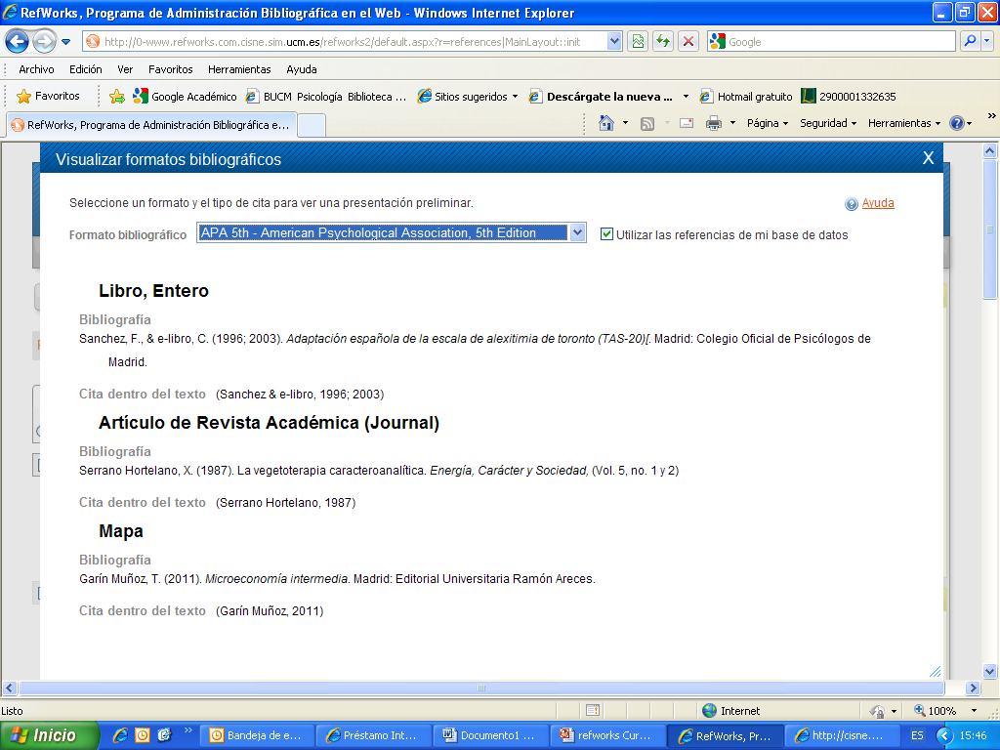 RefWorks, Programa de Administración Bibliográfica en el Web - Windows Internet Explorer
http://0-www.refworks.com.cisne.sim.ucm.es/refworks2/default.aspx?r=references|MainLayout::init
Google
Archivo Edición Ver Favoritos Herramientas Ayuda
Favoritos Google Académico BUCM Psicología Biblioteca ... Sitios sugeridos Descárgate la nueva ... Hotmail gratuito 2900001332635
RefWorks, Programa de Administración Bibliográfica e... Página Seguridad Herramientas »
Visualizar formatos bibliográficos X
Seleccione un formato y el tipo de cita para ver una presentación preliminar. Ayuda
Formato bibliográfico APA 5th - American Psychological Association, 5th Edition Utilizar las referencias de mi base de datos
Libro, Entero
Bibliografía
Sanchez, F., & e-libro, C. (1996; 2003). Adaptación española de la escala de alexitimia de toronto (TAS-20)[. Madrid: Colegio Oficial de Psicólogos de
Madrid.
Cita dentro del texto (Sanchez & e-libro, 1996; 2003)
Artículo de Revista Académica (Journal)
Bibliografía
Serrano Hortelano, X. (1987). La vegetoterapia caracteroanalítica. Energía, Carácter y Sociedad, (Vol. 5, no. 1 y 2)
Cita dentro del texto (Serrano Hortelano, 1987)
Mapa
Bibliografía
Garín Muñoz, T. (2011). Microeconomía intermedia. Madrid: Editorial Universitaria Ramón Areces.
Cita dentro del texto (Garín Muñoz, 2011)
Listo Internet 100%
Inicio » Bandeja de e... Préstamo Int... Documento1 ... refworks Cur... RefWorks, Pr... http://cisne.... ES 15:46